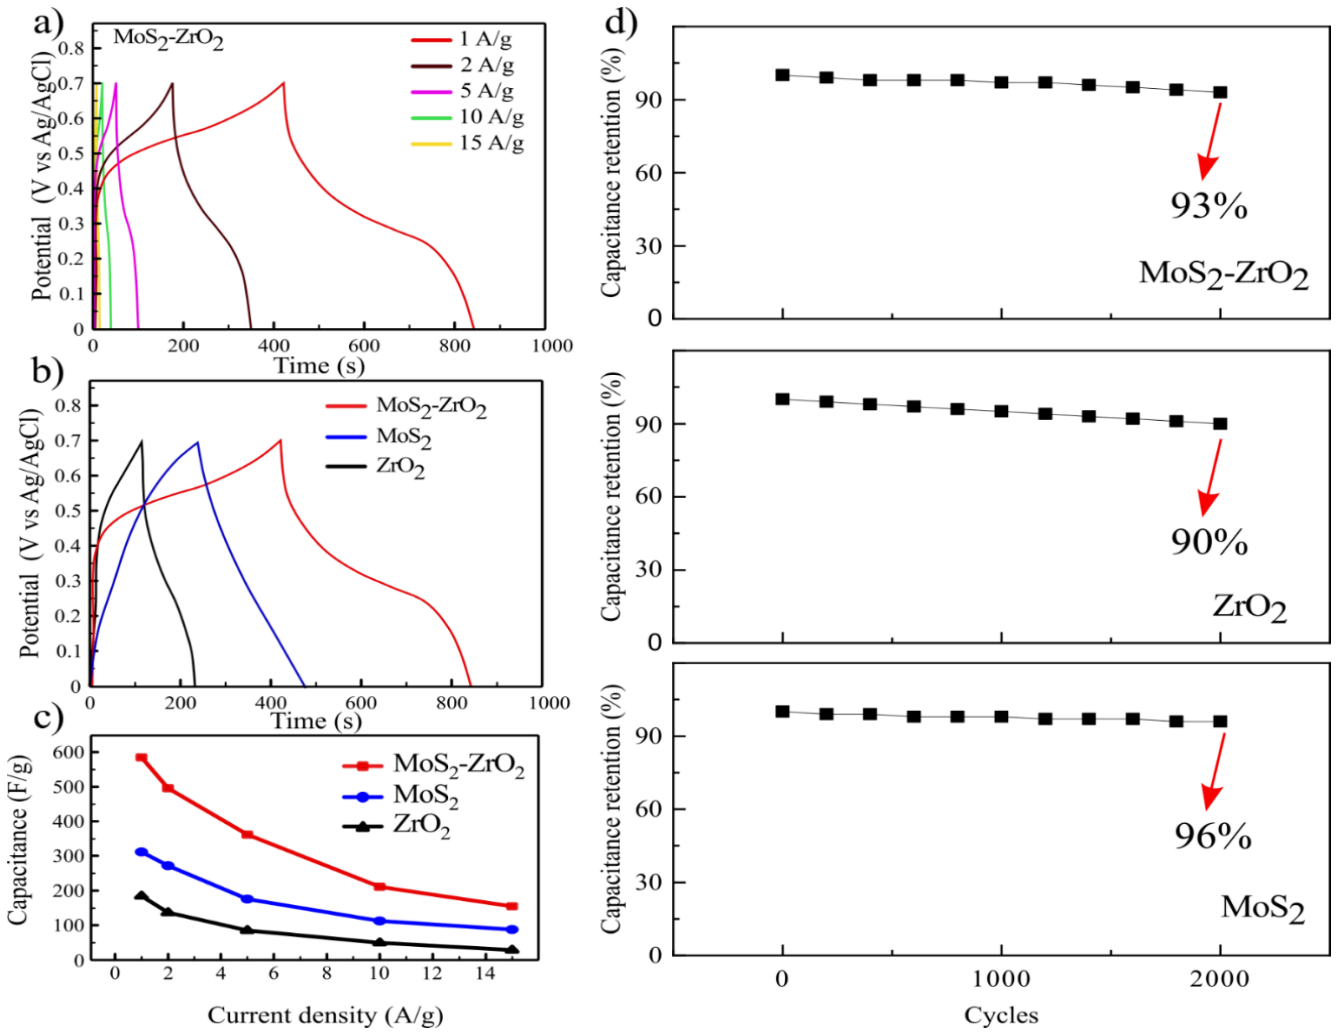 a)
MoS2-ZrO2
1 A/g
2 A/g
5 A/g
10 A/g
15 A/g
0.8
0.7
0.6
0.5
0.4
0.3
0.2
0.1
0
Potential (V vs Ag/AgCl)
0 200 400 600 800 1000
Time (s)
b)
MoS2-ZrO2
MoS2
ZrO2
0.8
0.7
0.6
0.5
0.4
0.3
0.2
0.1
0
Potential (V vs Ag/AgCl)
0 200 400 600 800 1000
Time (s)
c)
MoS2-ZrO2
MoS2
ZrO2
600
500
400
300
200
100
0
Capacitance (F/g)
0 2 4 6 8 10 12 14
Current density (A/g)
d)
90
60
30
0
Capacitance retention (%)
93%
MoS2-ZrO2
90
60
30
0
Capacitance retention (%)
90%
ZrO2
90
60
30
0
Capacitance retention (%)
96%
MoS2
0 1000 2000
Cycles